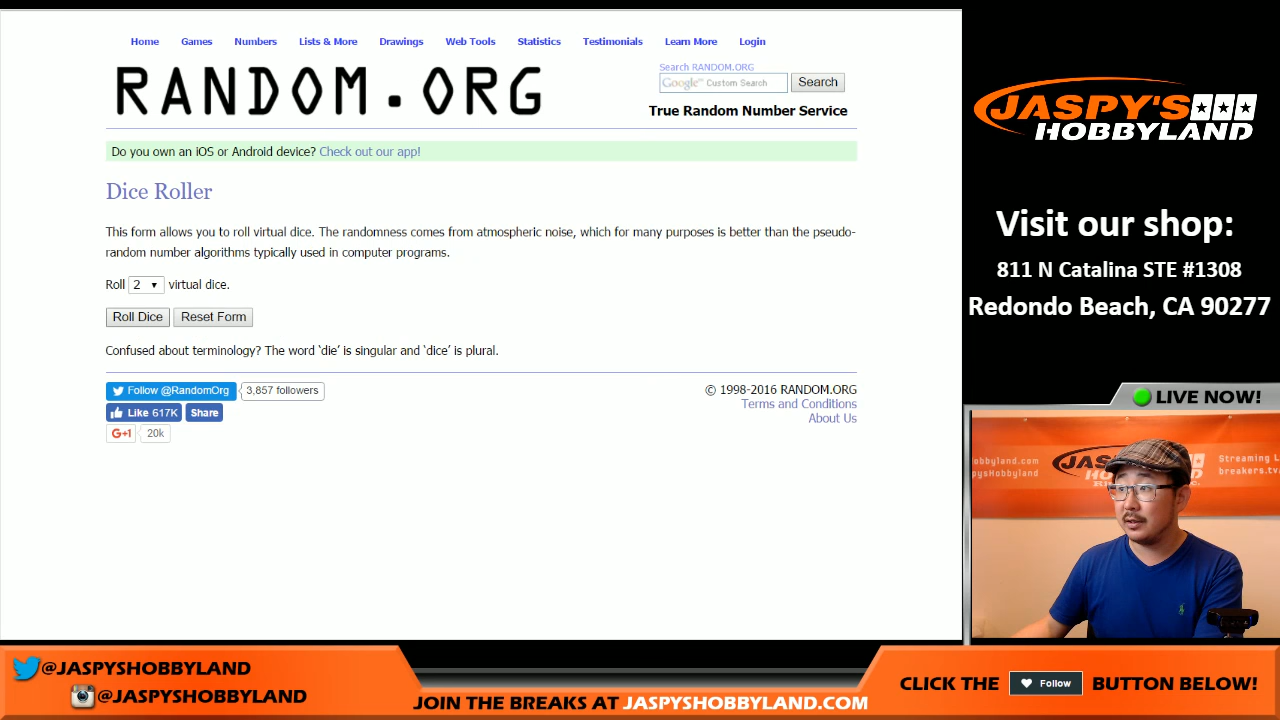 Home Games Numbers Lists & More Drawings Web Tools Statistics Testimonials Learn More Login
RANDOM.ORG
Search RANDOM.ORG
Google™ Custom Search Search
True Random Number Service
Do you own an iOS or Android device? Check out our app!
Dice Roller
This form allows you to roll virtual dice. The randomness comes from atmospheric noise, which for many purposes is better than the pseudo-
random number algorithms typically used in computer programs.
Roll 2 virtual dice.
Roll Dice Reset Form
Confused about terminology? The word ‘die’ is singular and ‘dice’ is plural.
Follow @RandomOrg 3,857 followers
Like 617K Share
G+1 20k
© 1998-2016 RANDOM.ORG
Terms and Conditions
About Us
JASPY'S
HOBBYLAND
Visit our shop:
811 N Catalina STE #1308
Redondo Beach, CA 90277
LIVE NOW!
Streaming
breakers.tv
@JASPYSHOBBYLAND
@JASPYSHOBBYLAND
JOIN THE BREAKS AT JASPYSHOBBYLAND.COM
CLICK THE Follow BUTTON BELOW!